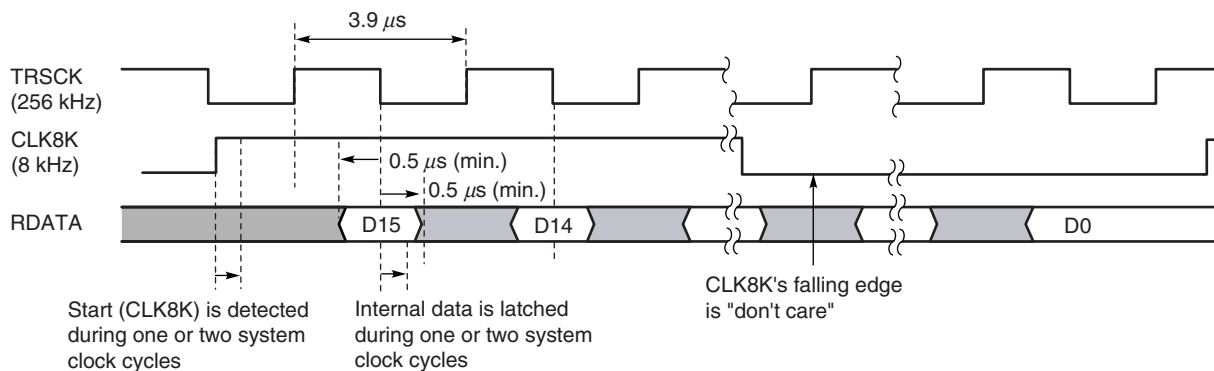 3.9 μs
TRSCK
(256 kHz)
CLK8K
(8 kHz)
0.5 μs (min.)
0.5 μs (min.)
RDATA
D15
D14
D0
Start (CLK8K) is detected
during one or two system
clock cycles
Internal data is latched
during one or two system
clock cycles
CLK8K's falling edge
is "don't care"